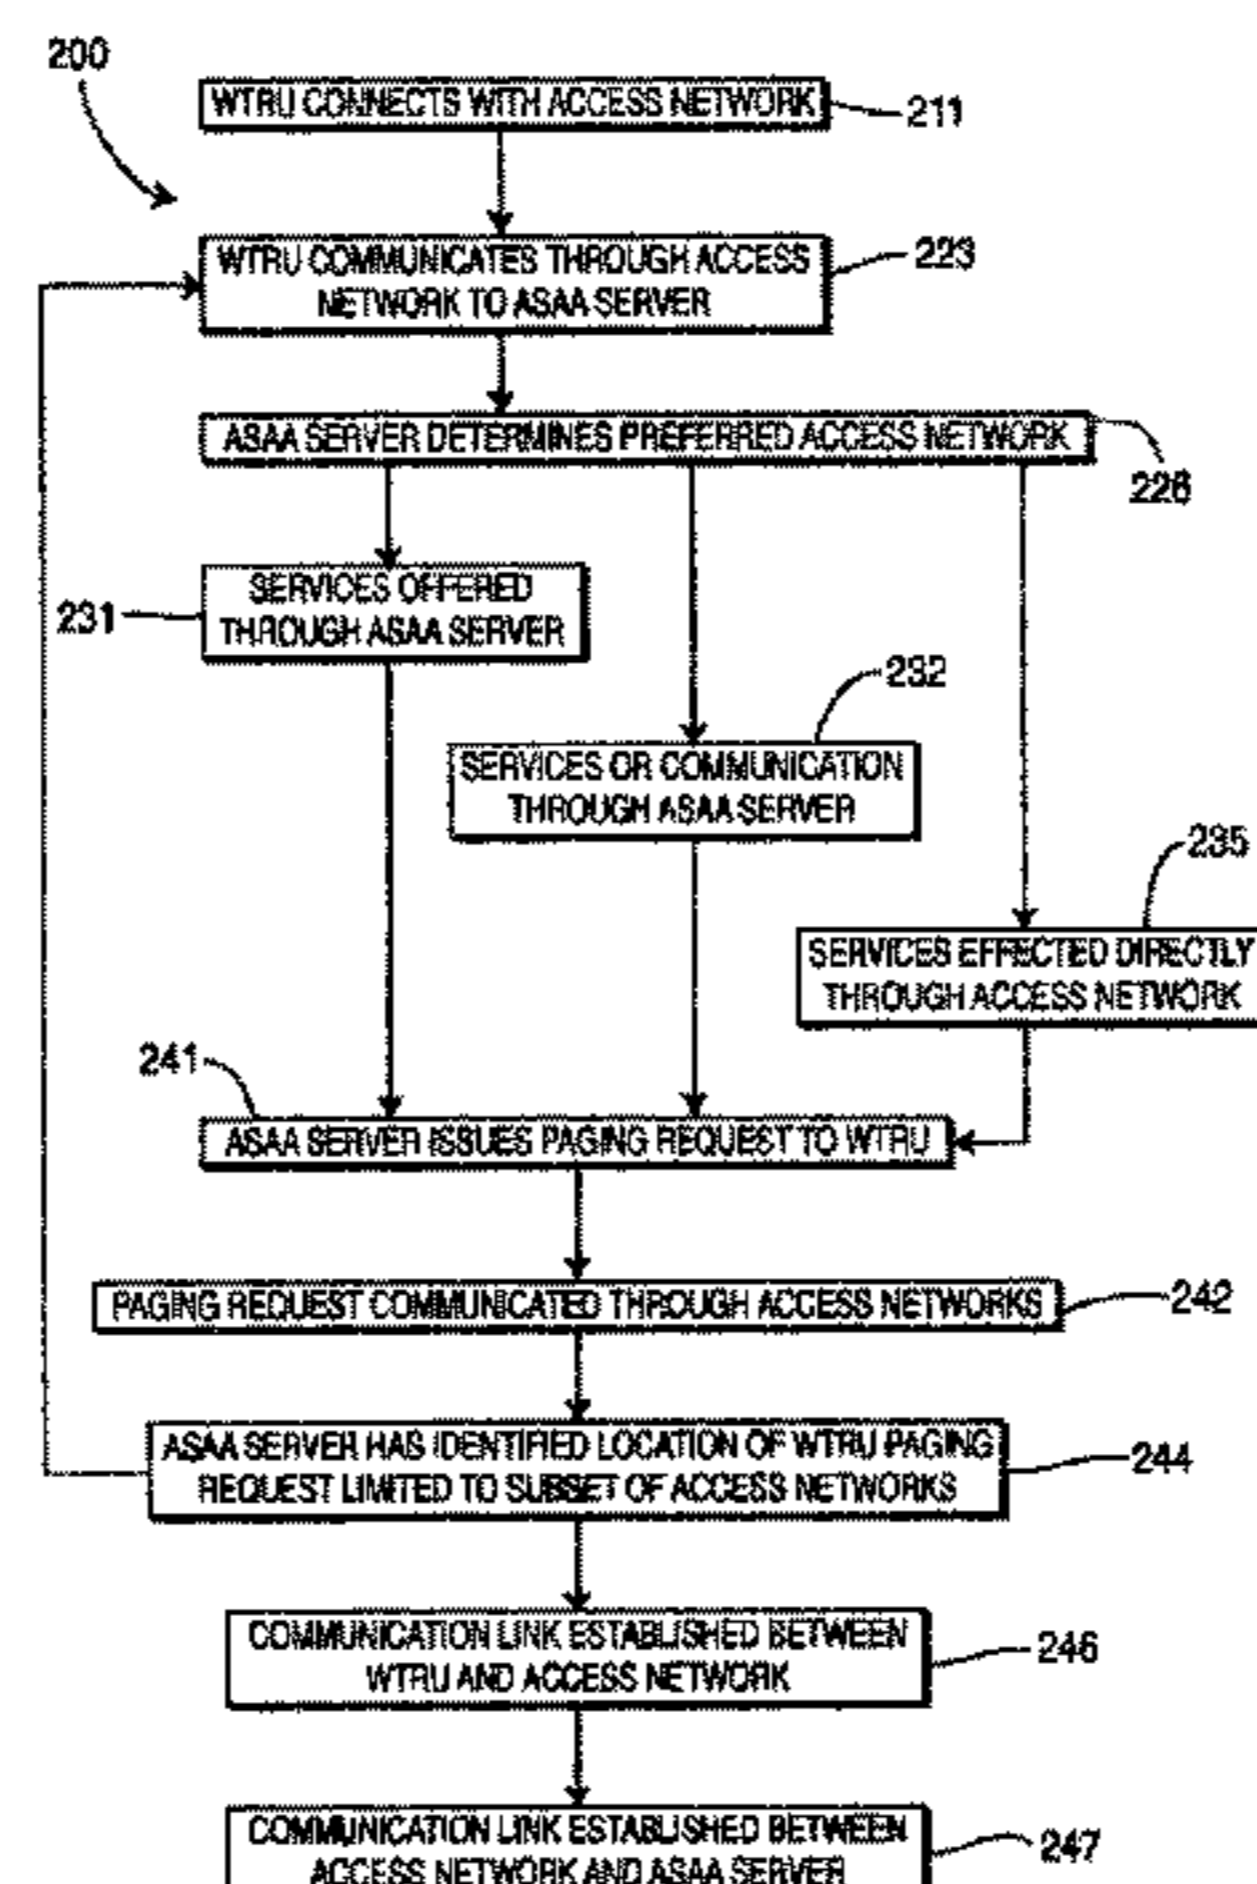 200
WTRU CONNECTS WITH ACCESS NETWORK
211
WTRU COMMUNICATES THROUGH ACCESS
NETWORK TO ASAA SERVER
223
ASAA SERVER DETERMINES PREFERRED ACCESS NETWORK
226
SERVICES OFFERED
THROUGH ASAA SERVER
231
232
SERVICES OR COMMUNICATION
THROUGH ASAA SERVER
235
SERVICES EFFECTED DIRECTLY
THROUGH ACCESS NETWORK
241
ASAA SERVER ISSUES PAGING REQUEST TO WTRU
PAGING REQUEST COMMUNICATED THROUGH ACCESS NETWORKS
242
ASAA SERVER HAS IDENTIFIED LOCATION OF WTRU PAGING
REQUEST LIMITED TO SUBSET OF ACCESS NETWORKS
244
COMMUNICATION LINK ESTABLISHED BETWEEN
WTRU AND ACCESS NETWORK
246
COMMUNICATION LINK ESTABLISHED BETWEEN
ACCESS NETWORK AND ASAA SERVER
247